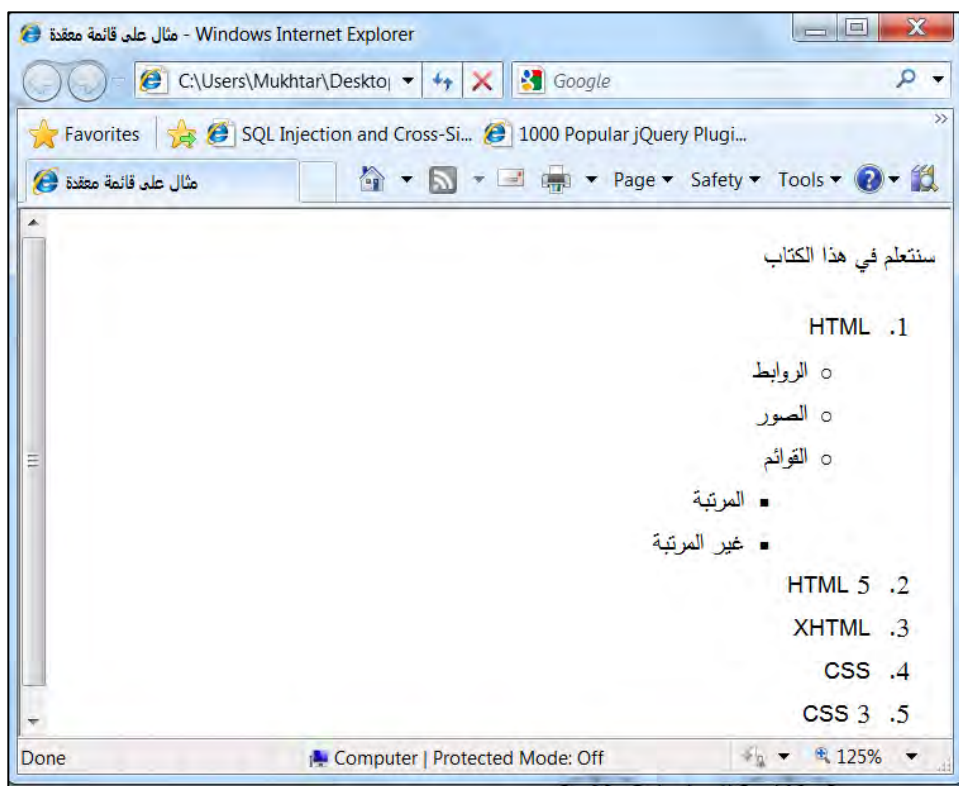 مثال على قائمة معقدة - Windows Internet Explorer
C:\Users\Mukhtar\Desktop Google
Favorites SQL Injection and Cross-Si... 1000 Popular jQuery Plugi...
مثال على قائمة معقدة Page Safety Tools
سنتعلم في هذا الكتاب
1. HTML
○ الروابط
○ الصور
○ القوائم
▪ المرتبة
▪ غير المرتبة
2. HTML 5
3. XHTML
4. CSS
5. CSS 3
Done Computer | Protected Mode: Off 125%